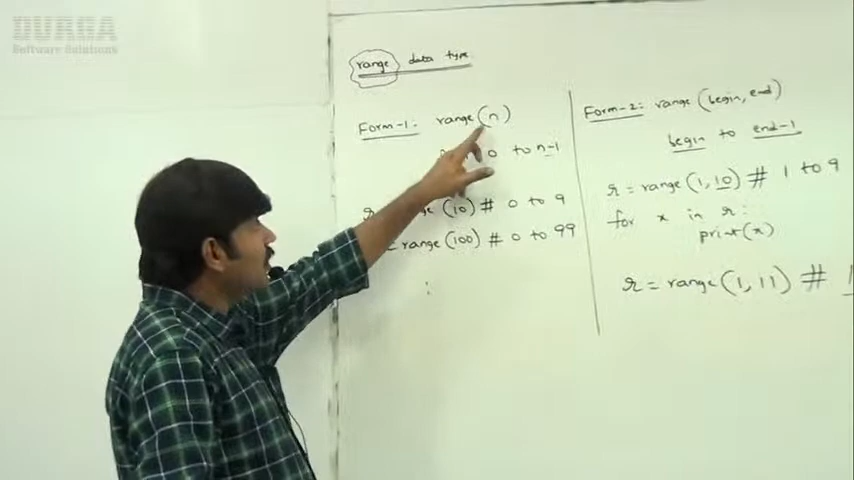 DURGA
Software Solutions
range data type
Form-1: range(n)
0 to n-1
(10) # 0 to 9
range(100) # 0 to 99
:
Form-2: range(begin, end)
begin to end-1
r = range(1,10) # 1 to 9
for x in r:
print(x)
r = range(1,11) #